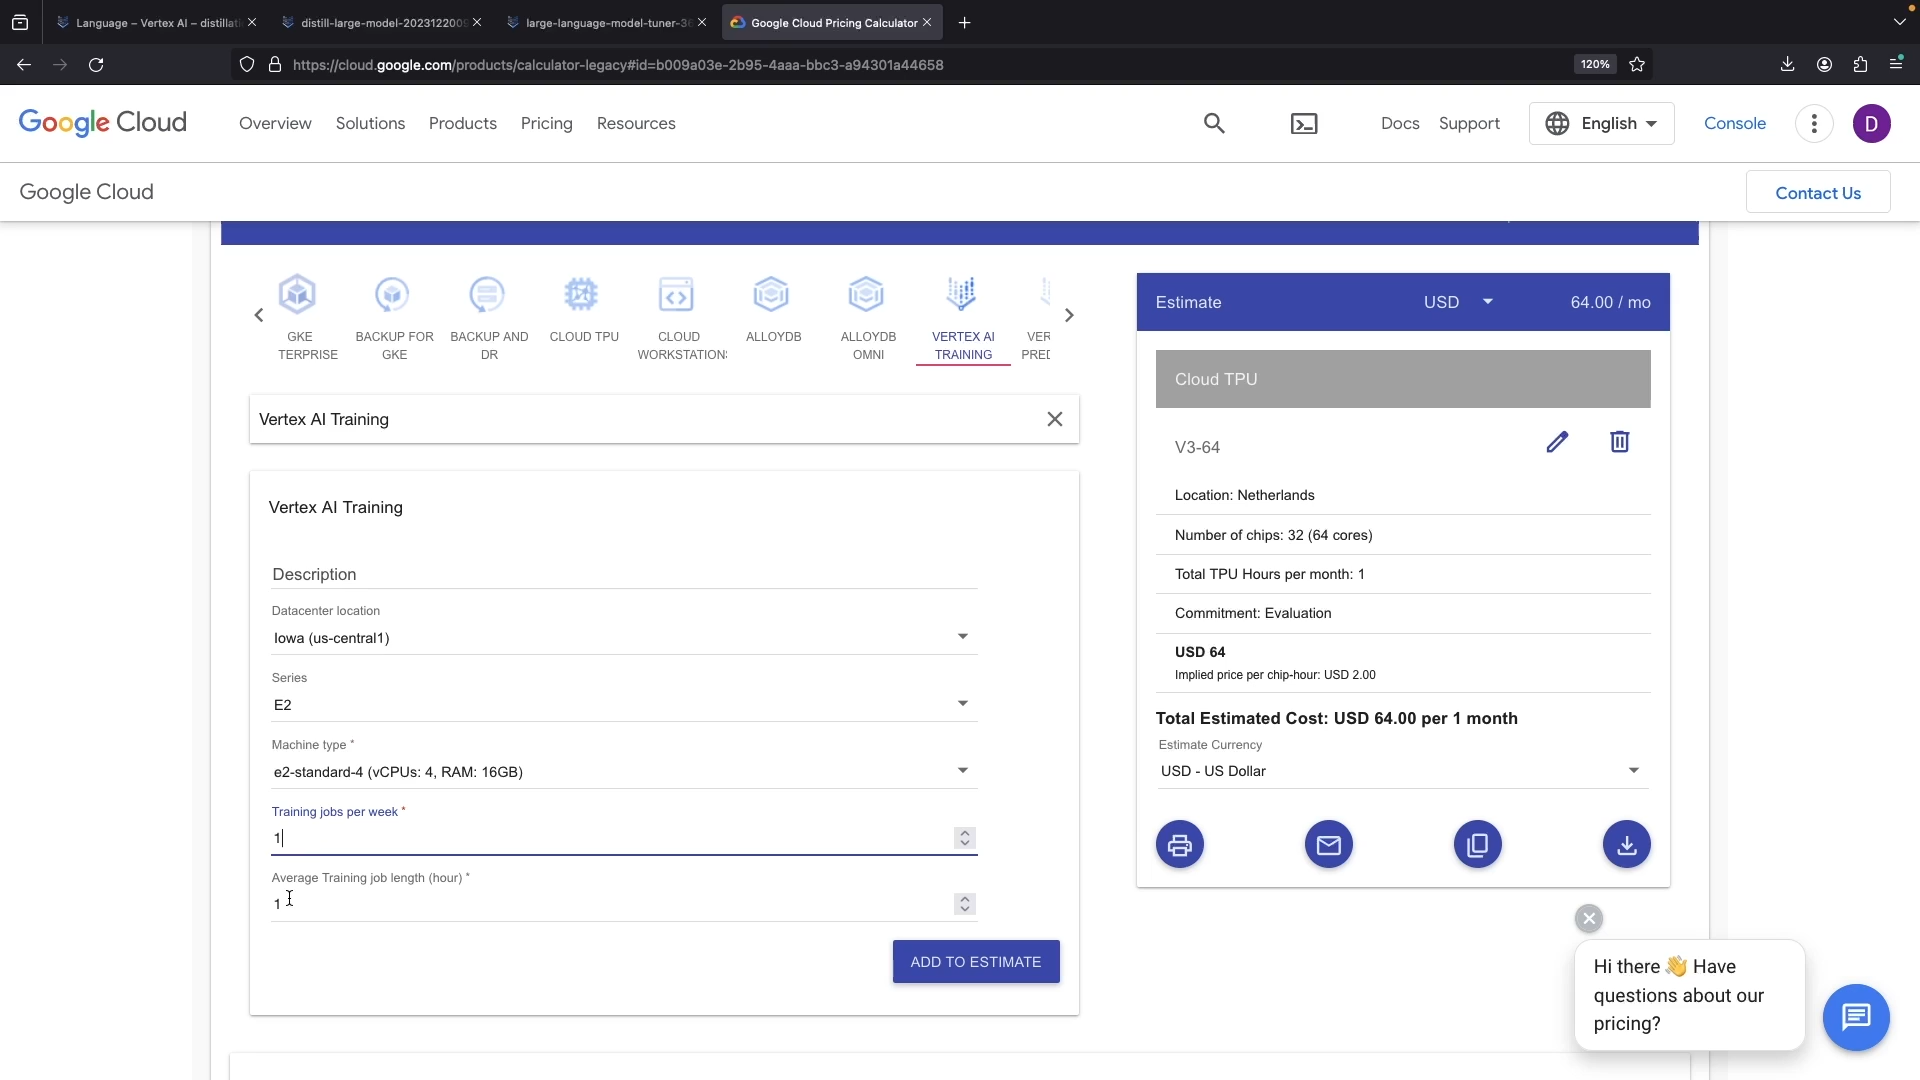 Language – Vertex AI – distillati
distill-large-model-2023122009
large-language-model-tuner-36
Google Cloud Pricing Calculator
https://cloud.google.com/products/calculator-legacy#id=b009a03e-2b95-4aaa-bbc3-a94301a44658
120%
Google Cloud
Overview
Solutions
Products
Pricing
Resources
Docs
Support
English
Console
D
Google Cloud
Contact Us
GKE
TERPRISE
BACKUP FOR
GKE
BACKUP AND
DR
CLOUD TPU
CLOUD
WORKSTATION
ALLOYDB
ALLOYDB
OMNI
VERTEX AI
TRAINING
VER
PRED
Vertex AI Training
Vertex AI Training
Description
Datacenter location
Iowa (us-central1)
Series
E2
Machine type *
e2-standard-4 (vCPUs: 4, RAM: 16GB)
Training jobs per week *
1
Average Training job length (hour) *
1
ADD TO ESTIMATE
Estimate
USD
64.00 / mo
Cloud TPU
V3-64
Location: Netherlands
Number of chips: 32 (64 cores)
Total TPU Hours per month: 1
Commitment: Evaluation
USD 64
Implied price per chip-hour: USD 2.00
Total Estimated Cost: USD 64.00 per 1 month
Estimate Currency
USD - US Dollar
Hi there 👋 Have
questions about our
pricing?